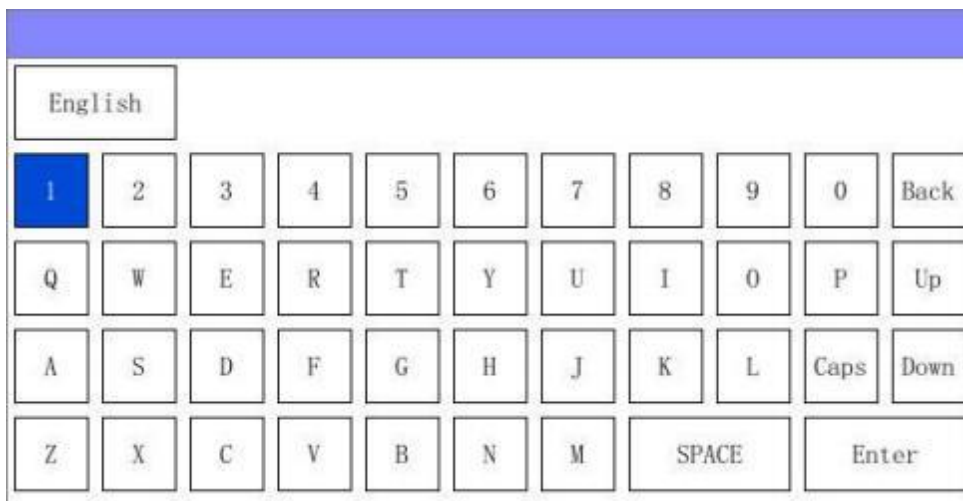 English
1 2 3 4 5 6 7 8 9 0 Back
Q W E R T Y U I O P Up
A S D F G H J K L Caps Down
Z X C V B N M SPACE Enter